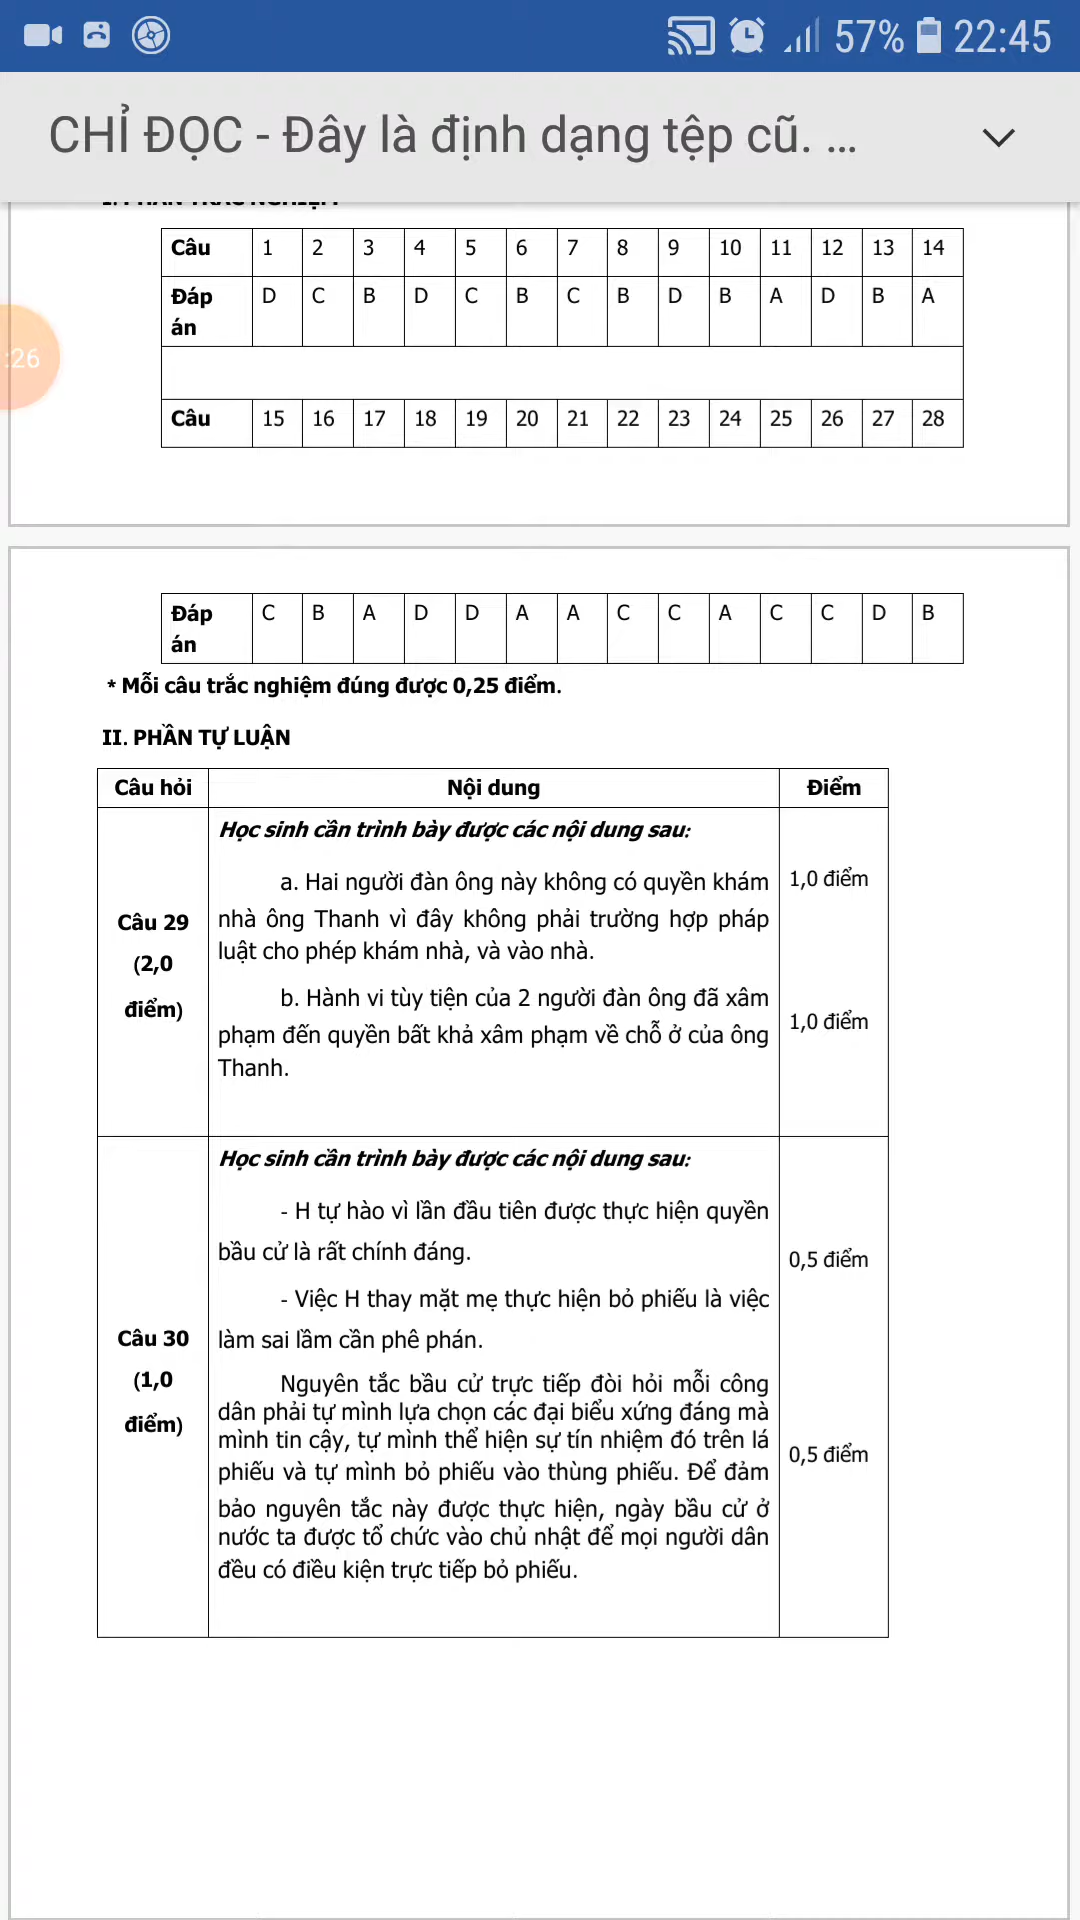 57% 22:45
CHỈ ĐỌC - Đây là định dạng tệp cũ. ...
I. PHẦN TRẮC NGHIỆM
Câu 1 2 3 4 5 6 7 8 9 10 11 12 13 14
Đáp án D C B D C B C B D B A D B A
:26
Câu 15 16 17 18 19 20 21 22 23 24 25 26 27 28
Đáp án C B A D D A A C C A C C D B
* Mỗi câu trắc nghiệm đúng được 0,25 điểm.
II. PHẦN TỰ LUẬN
Câu hỏi Nội dung Điểm
Câu 29
(2,0
điểm)
Học sinh cần trình bày được các nội dung sau:
a. Hai người đàn ông này không có quyền khám
nhà ông Thanh vì đây không phải trường hợp pháp
luật cho phép khám nhà, và vào nhà.
1,0 điểm
b. Hành vi tùy tiện của 2 người đàn ông đã xâm
phạm đến quyền bất khả xâm phạm về chỗ ở của ông
Thanh.
1,0 điểm
Câu 30
(1,0
điểm)
Học sinh cần trình bày được các nội dung sau:
- H tự hào vì lần đầu tiên được thực hiện quyền
bầu cử là rất chính đáng.
0,5 điểm
- Việc H thay mặt mẹ thực hiện bỏ phiếu là việc
làm sai lầm cần phê phán.
Nguyên tắc bầu cử trực tiếp đòi hỏi mỗi công
dân phải tự mình lựa chọn các đại biểu xứng đáng mà
mình tin cậy, tự mình thể hiện sự tín nhiệm đó trên lá
phiếu và tự mình bỏ phiếu vào thùng phiếu. Để đảm
bảo nguyên tắc này được thực hiện, ngày bầu cử ở
nước ta được tổ chức vào chủ nhật để mọi người dân
đều có điều kiện trực tiếp bỏ phiếu.
0,5 điểm